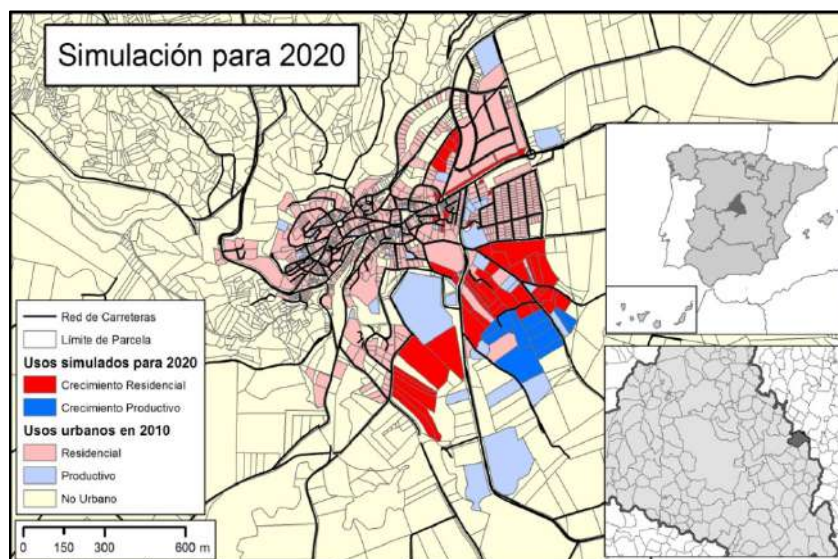 Simulación para 2020
Red de Carreteras
Límite de Parcela
Usos simulados para 2020
Crecimiento Residencial
Crecimiento Productivo
Usos urbanos en 2010
Residencial
Productivo
No Urbano
0 150 300 600 m